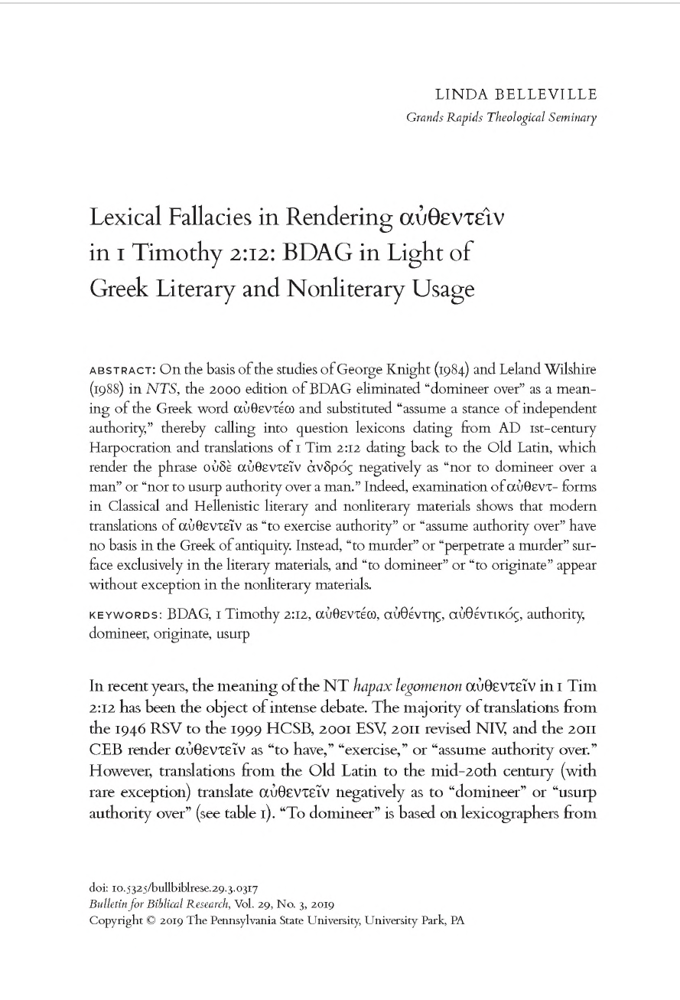 LINDA BELLEVILLE
Grands Rapids Theological Seminary
Lexical Fallacies in Rendering αὐθεντεῖν
in 1 Timothy 2:12: BDAG in Light of
Greek Literary and Nonliterary Usage
ABSTRACT: On the basis of the studies of George Knight (1984) and Leland Wilshire
(1988) in NTS, the 2000 edition of BDAG eliminated “domineer over” as a mean-
ing of the Greek word αὐθεντέω and substituted “assume a stance of independent
authority,” thereby calling into question lexicons dating from AD 1st-century
Harpocration and translations of 1 Tim 2:12 dating back to the Old Latin, which
render the phrase οὐδὲ αὐθεντεῖν ἀνδρός negatively as “nor to domineer over a
man” or “nor to usurp authority over a man.” Indeed, examination of αὐθεντ- forms
in Classical and Hellenistic literary and nonliterary materials shows that modern
translations of αὐθεντεῖν as “to exercise authority” or “assume authority over” have
no basis in the Greek of antiquity. Instead, “to murder” or “perpetrate a murder” sur-
face exclusively in the literary materials, and “to domineer” or “to originate” appear
without exception in the nonliterary materials.
KEYWORDS: BDAG, 1 Timothy 2:12, αὐθεντέω, αὐθέντης, αὐθέντικός, authority,
domineer, originate, usurp
In recent years, the meaning of the NT hapax legomenon αὐθεντεῖν in 1 Tim
2:12 has been the object of intense debate. The majority of translations from
the 1946 RSV to the 1999 HCSB, 2001 ESV, 2011 revised NIV, and the 2011
CEB render αὐθεντεῖν as “to have,” “exercise,” or “assume authority over.”
However, translations from the Old Latin to the mid-20th century (with
rare exception) translate αὐθεντεῖν negatively as to “domineer” or “usurp
authority over” (see table 1). “To domineer” is based on lexicographers from
doi: 10.5325/bullbiblrese.29.3.0317
Bulletin for Biblical Research, Vol. 29, No. 3, 2019
Copyright © 2019 The Pennsylvania State University, University Park, PA